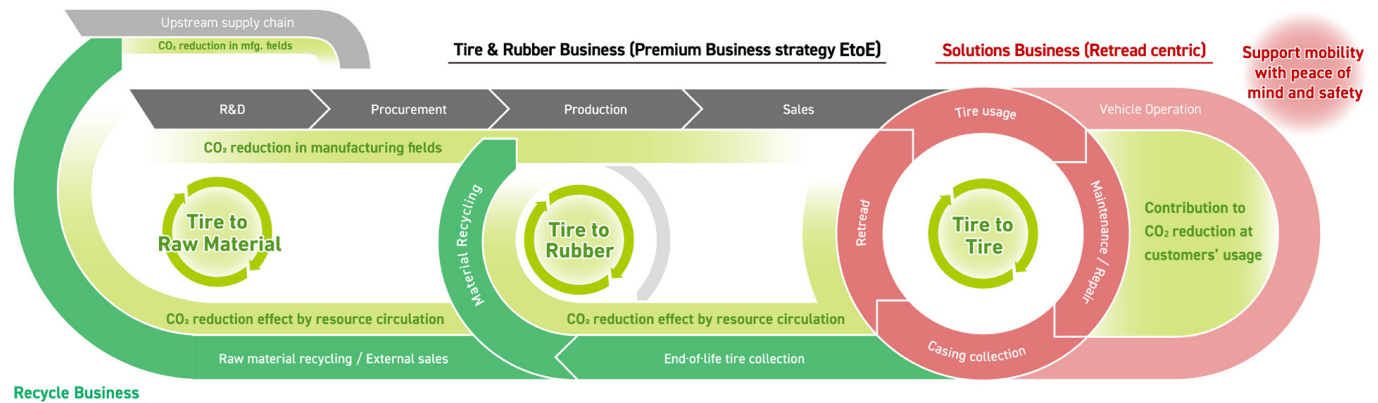 Upstream supply chain
CO₂ reduction in mfg. fields
Tire & Rubber Business (Premium Business strategy EtoE)
Solutions Business (Retread centric)
Support mobility
with peace of
mind and safety
R&D
Procurement
Production
Sales
Tire usage
Vehicle Operation
CO₂ reduction in manufacturing fields
Tire to
Raw Material
Material Recycling
Tire to
Rubber
Retread
Tire to
Tire
Maintenance / Repair
Contribution to
CO₂ reduction at
customers' usage
CO₂ reduction effect by resource circulation
CO₂ reduction effect by resource circulation
Raw material recycling / External sales
End-of-life tire collection
Casing collection
Recycle Business